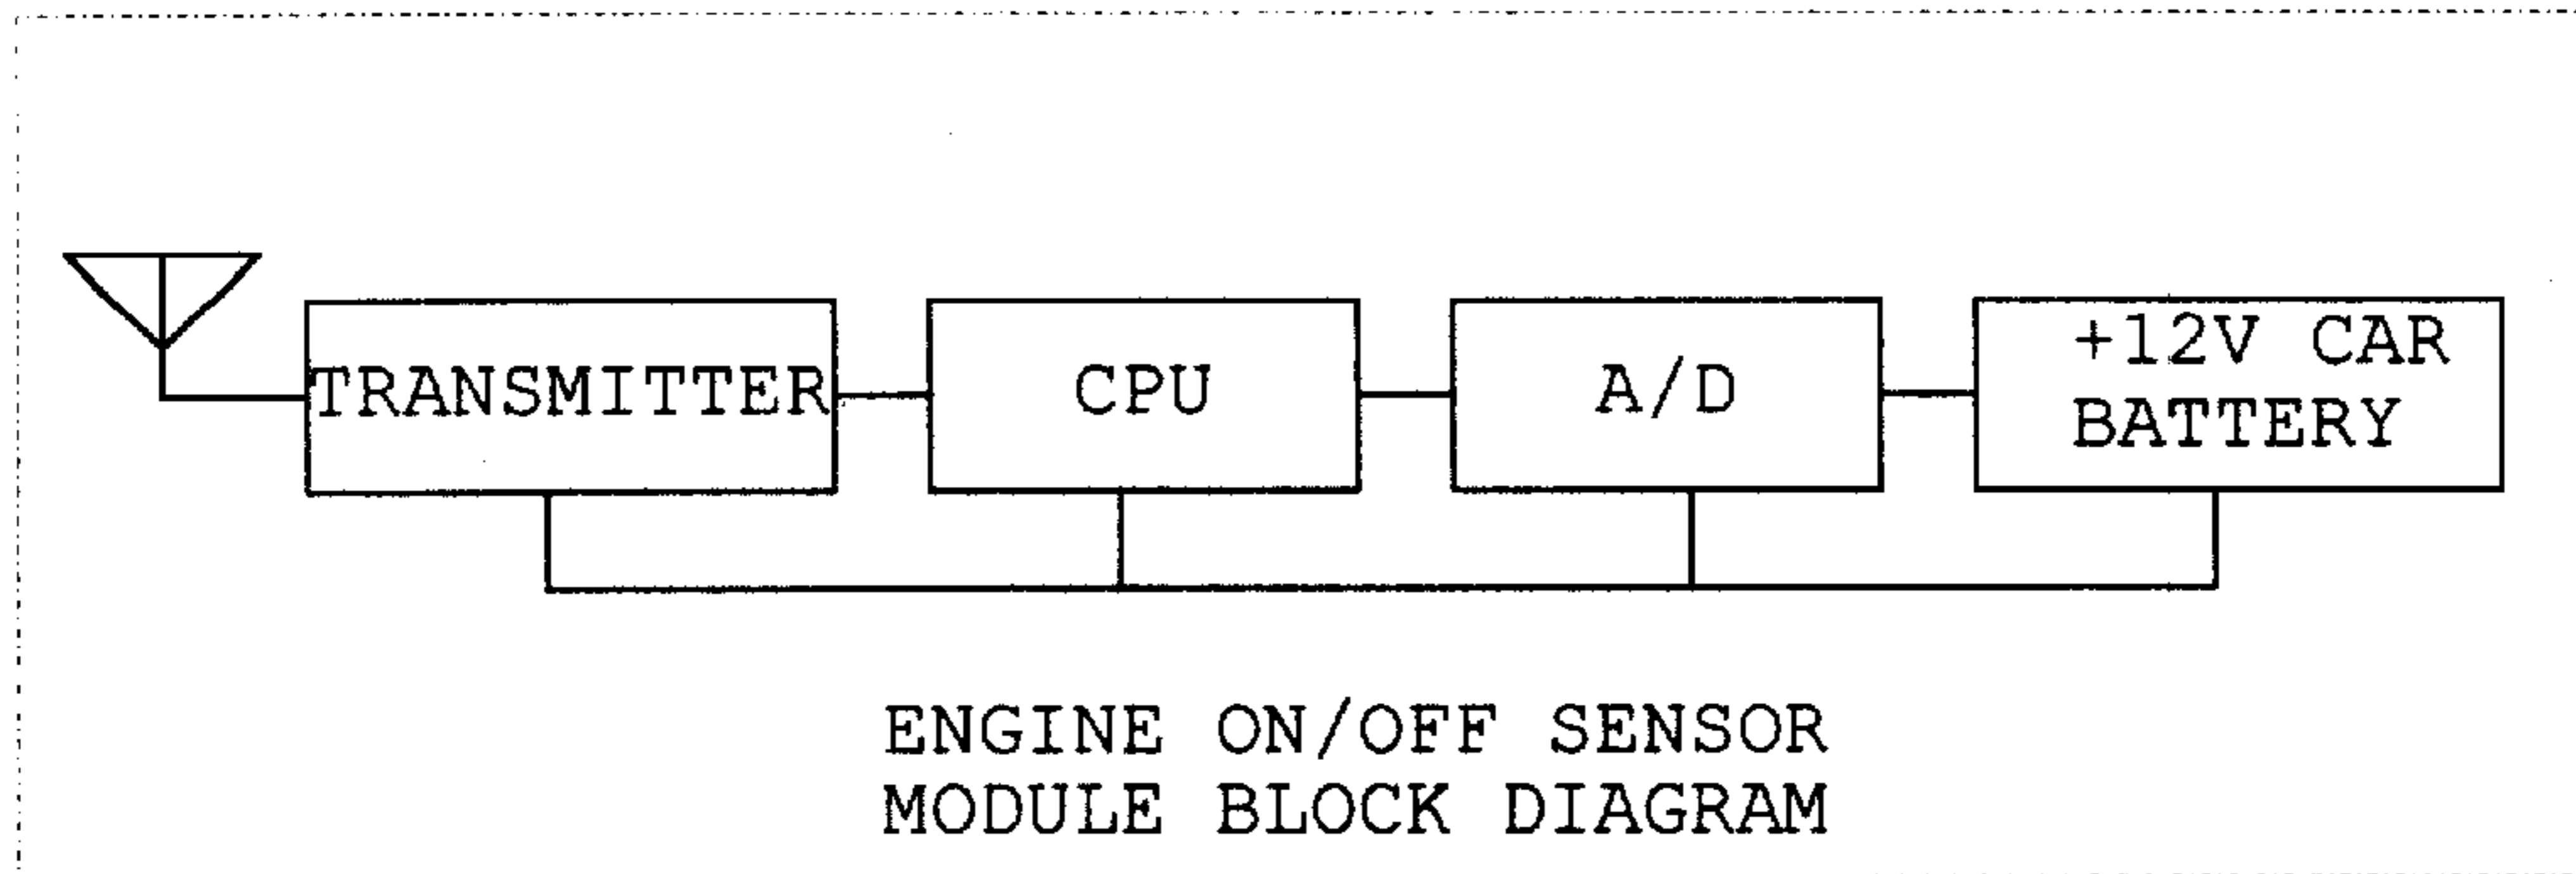 TRANSMITTER
CPU
A/D
+12V CAR
BATTERY
ENGINE ON/OFF SENSOR
MODULE BLOCK DIAGRAM